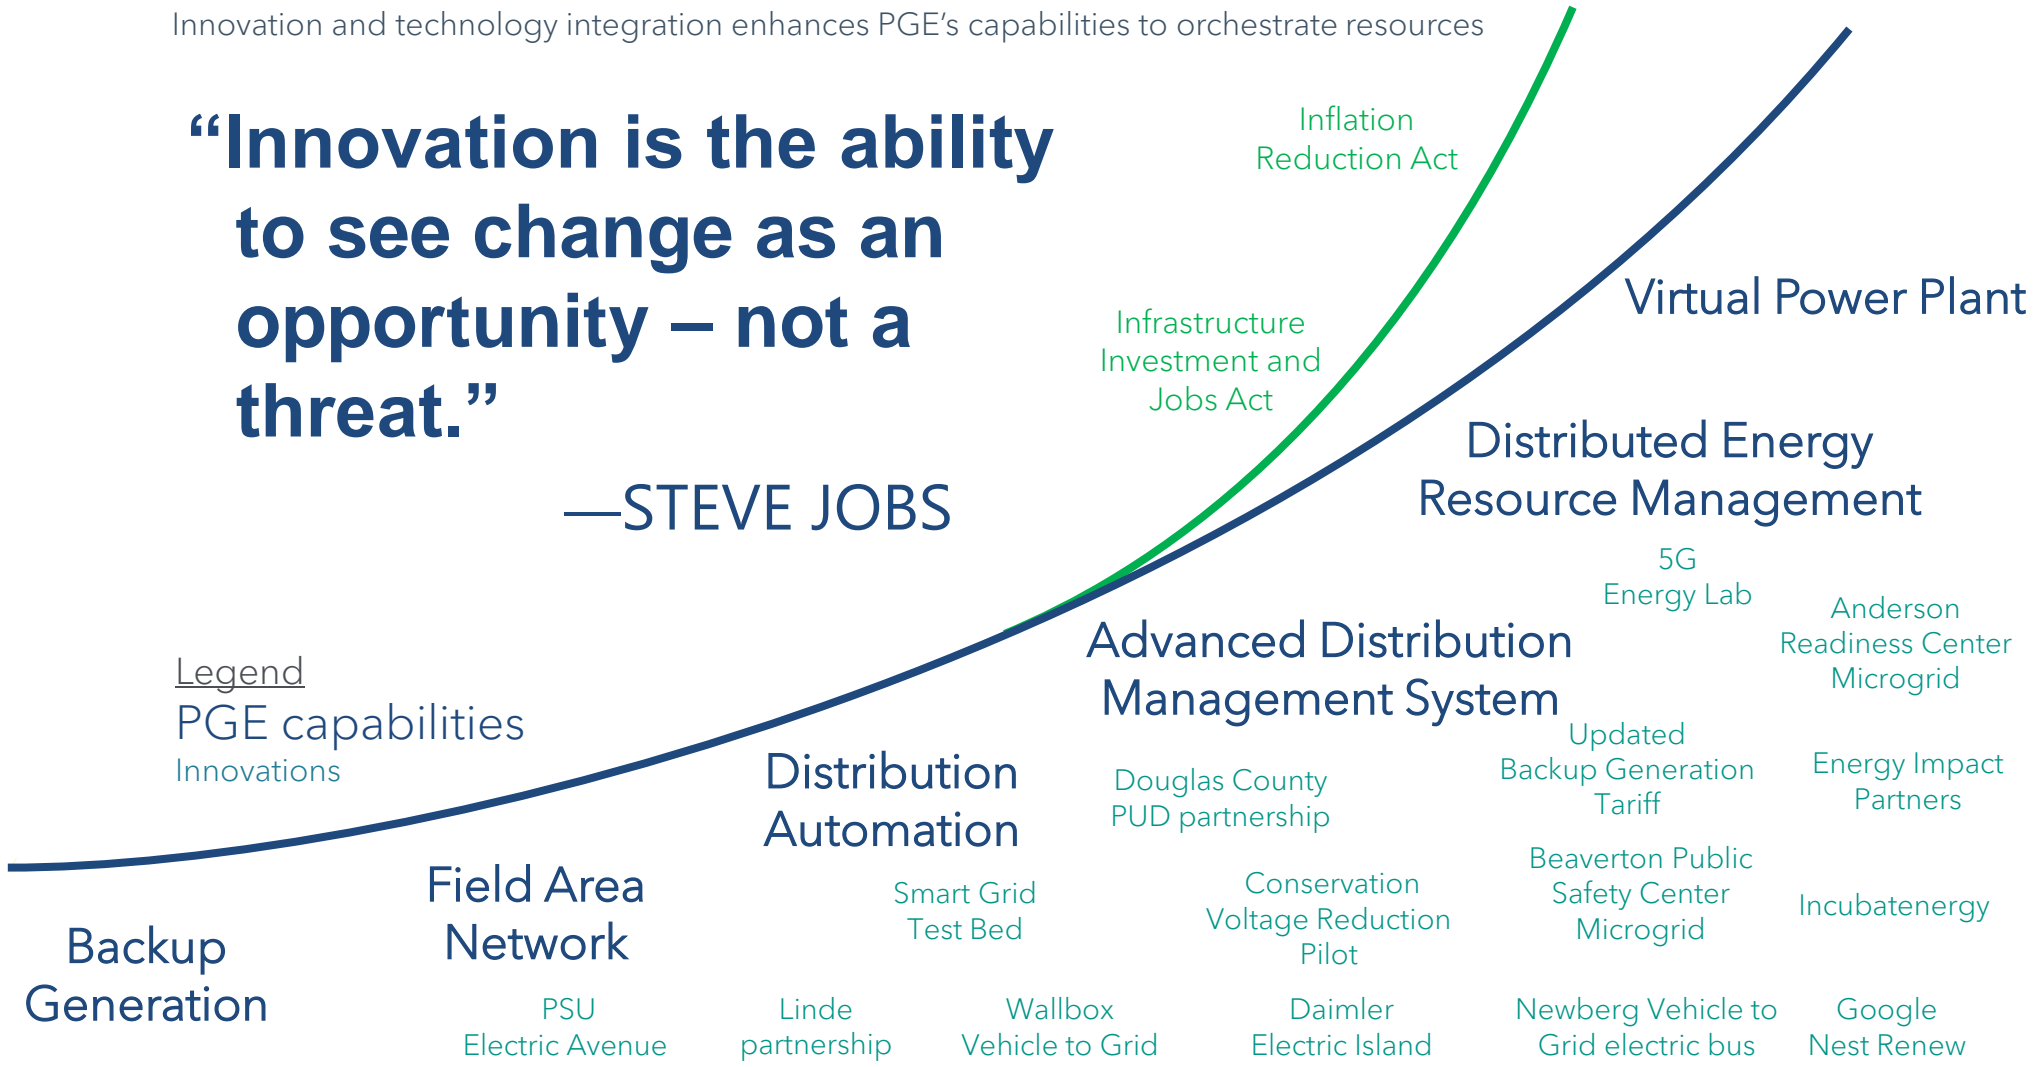 Innovation and technology integration enhances PGE’s capabilities to orchestrate resources
“Innovation is the ability
to see change as an
opportunity – not a
threat.”
—STEVE JOBS
Inflation
Reduction Act
Infrastructure
Investment and
Jobs Act
Legend
PGE capabilities
Innovations
Virtual Power Plant
Distributed Energy
Resource Management
Advanced Distribution
Management System
Distribution
Automation
Field Area
Network
Backup
Generation
5G
Energy Lab
Anderson
Readiness Center
Microgrid
Updated
Backup Generation
Tariff
Energy Impact
Partners
Douglas County
PUD partnership
Smart Grid
Test Bed
Conservation
Voltage Reduction
Pilot
Beaverton Public
Safety Center
Microgrid
Incubatenergy
PSU
Electric Avenue
Linde
partnership
Wallbox
Vehicle to Grid
Daimler
Electric Island
Newberg Vehicle to
Grid electric bus
Google
Nest Renew